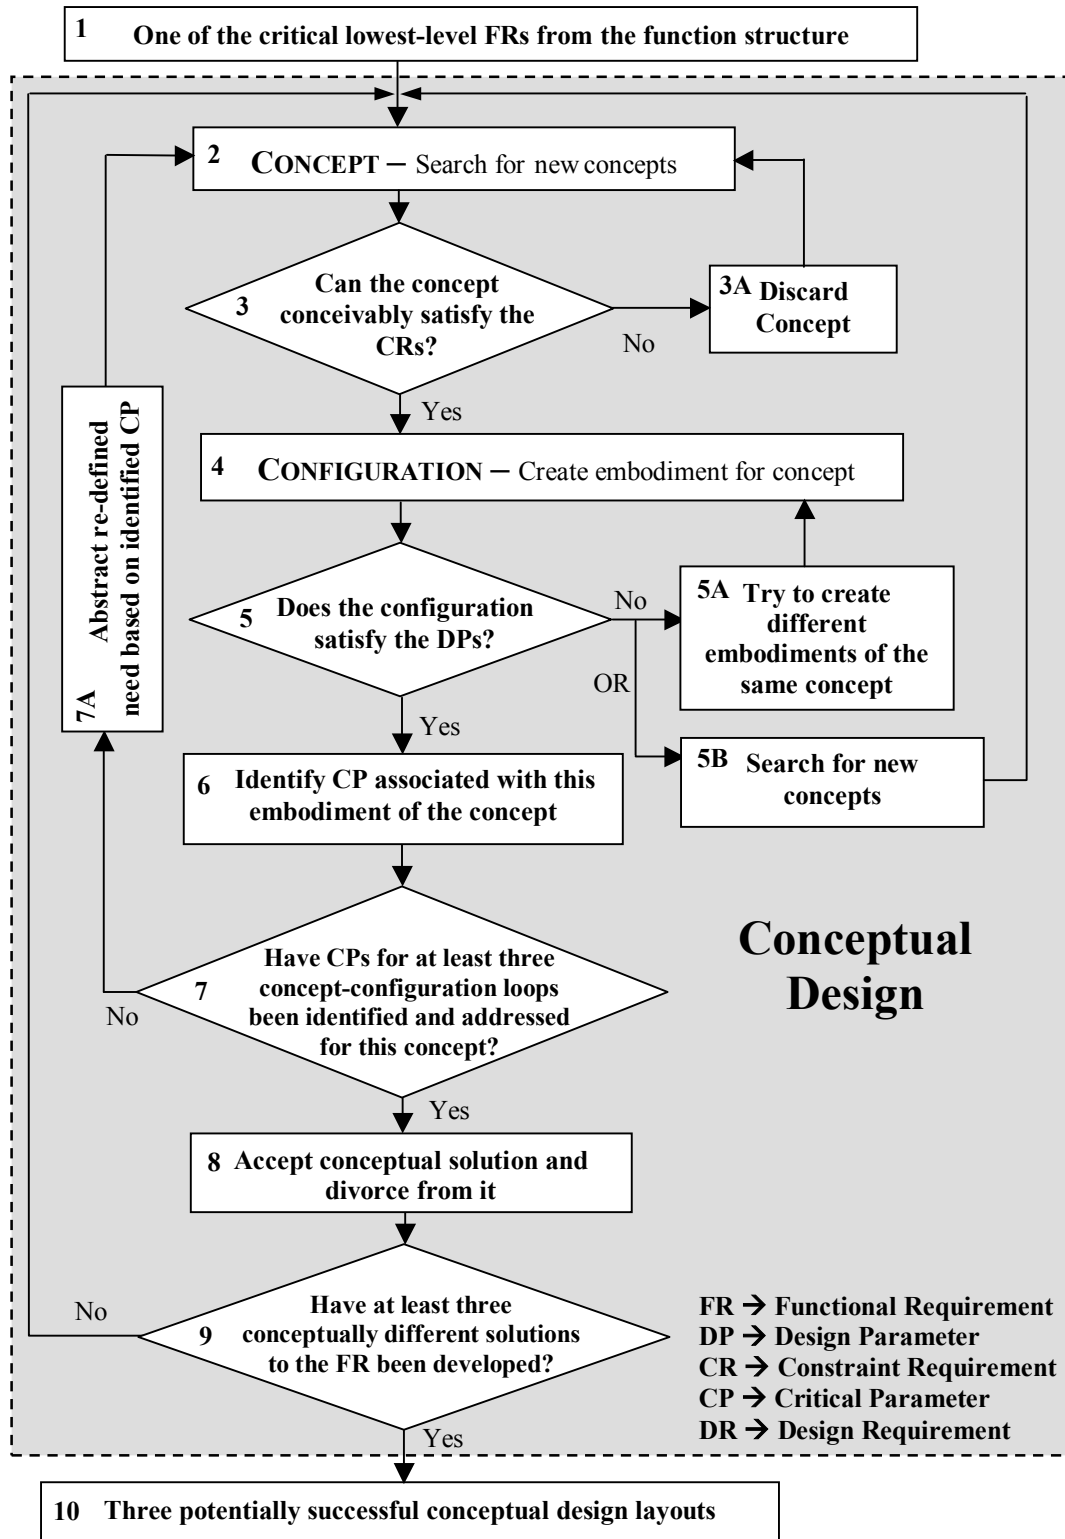 1 One of the critical lowest-level FRs from the function structure
2 CONCEPT – Search for new concepts
3 Can the concept
conceivably satisfy the
CRs?
No
3A Discard
Concept
Yes
4 CONFIGURATION – Create embodiment for concept
7A Abstract re-defined
need based on identified CP
5 Does the configuration
satisfy the DPs?
No
OR
5A Try to create
different
embodiments of the
same concept
Yes
5B Search for new
concepts
6 Identify CP associated with this
embodiment of the concept
7 Have CPs for at least three
concept-configuration loops
been identified and addressed
for this concept?
No
Conceptual
Design
Yes
8 Accept conceptual solution and
divorce from it
9 Have at least three
conceptually different solutions
to the FR been developed?
No
FR → Functional Requirement
DP → Design Parameter
CR → Constraint Requirement
CP → Critical Parameter
DR → Design Requirement
Yes
10 Three potentially successful conceptual design layouts